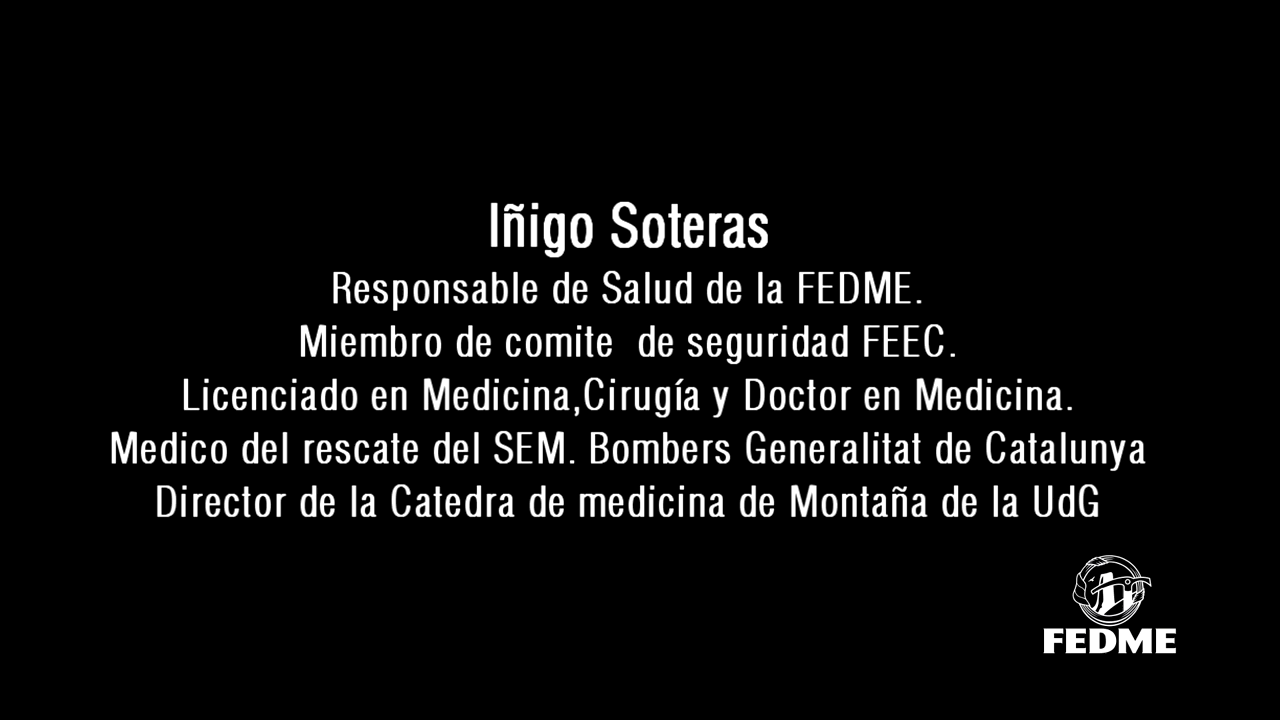 Iñigo Soteras
Responsable de Salud de la FEDME.
Miembro de comite  de seguridad FEEC.
Licenciado en Medicina,Cirugía y Doctor en Medicina.
Medico del rescate del SEM. Bombers Generalitat de Catalunya
Director de la Catedra de medicina de Montaña de la UdG
FEDME